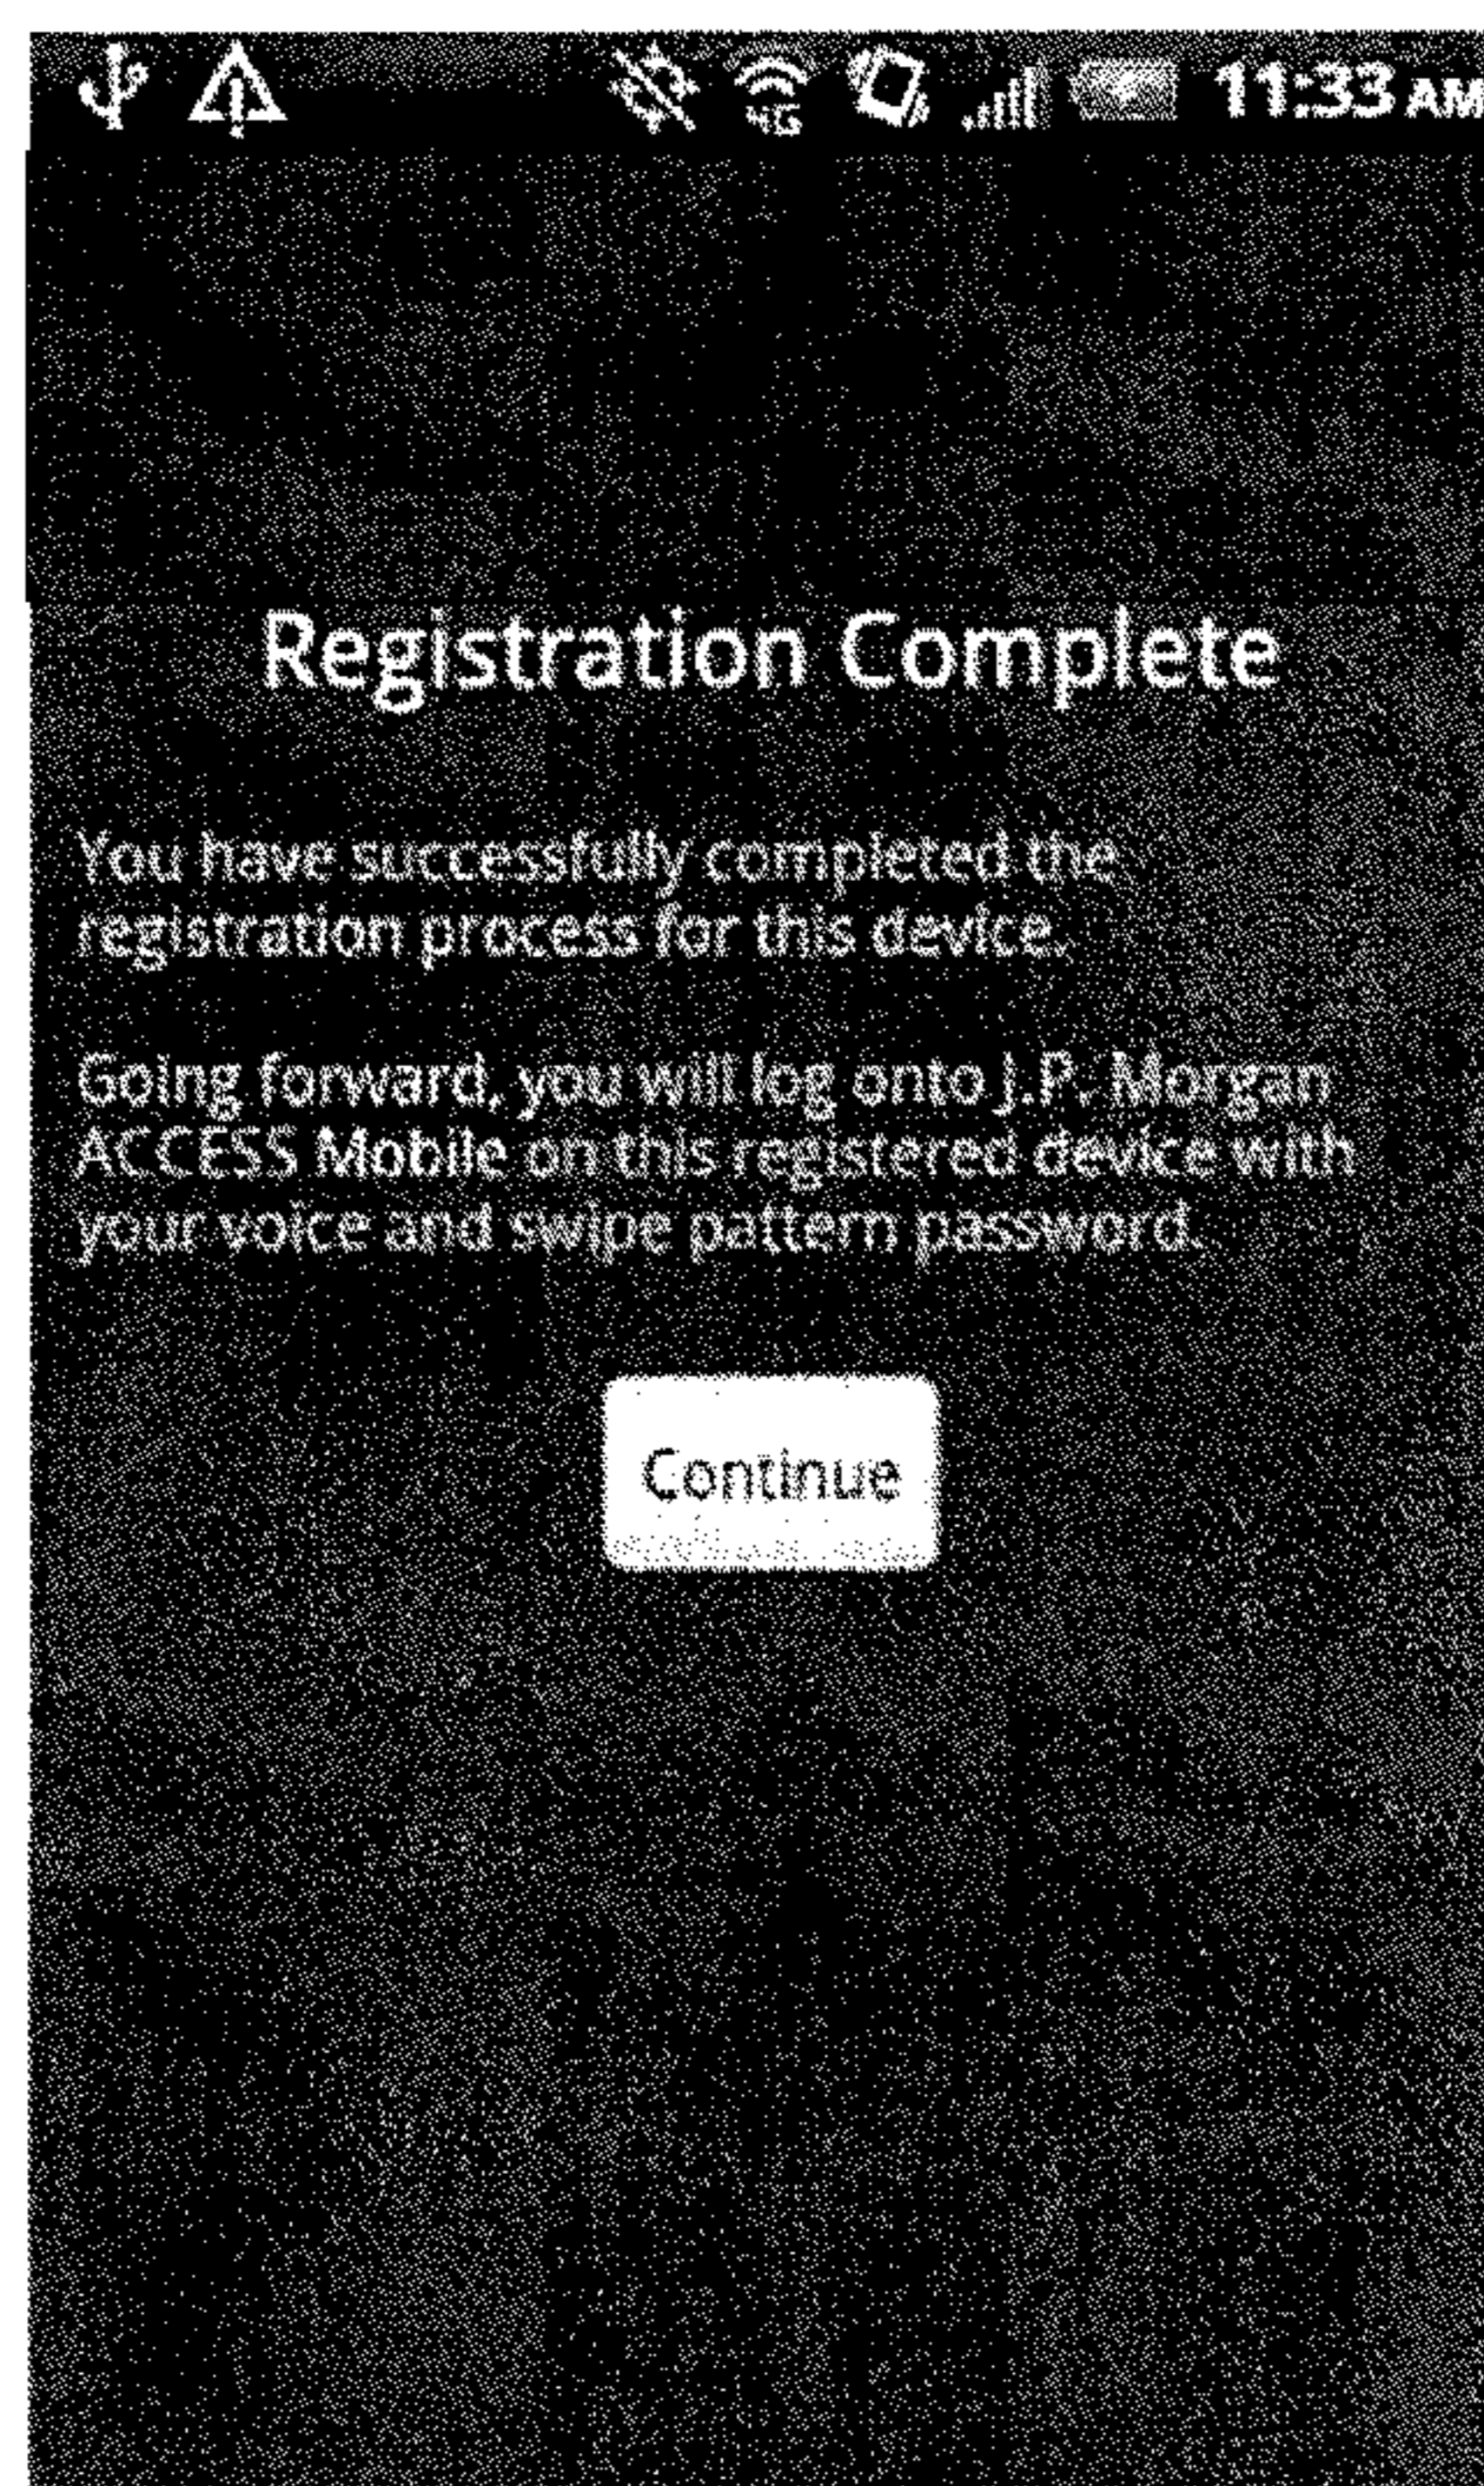 4G 11:33 AM
Registration Complete
You have successfully completed the
registration process for this device.
Going forward, you will log onto J.P. Morgan
ACCESS Mobile on this registered device with
your voice and swipe pattern password.
Continue